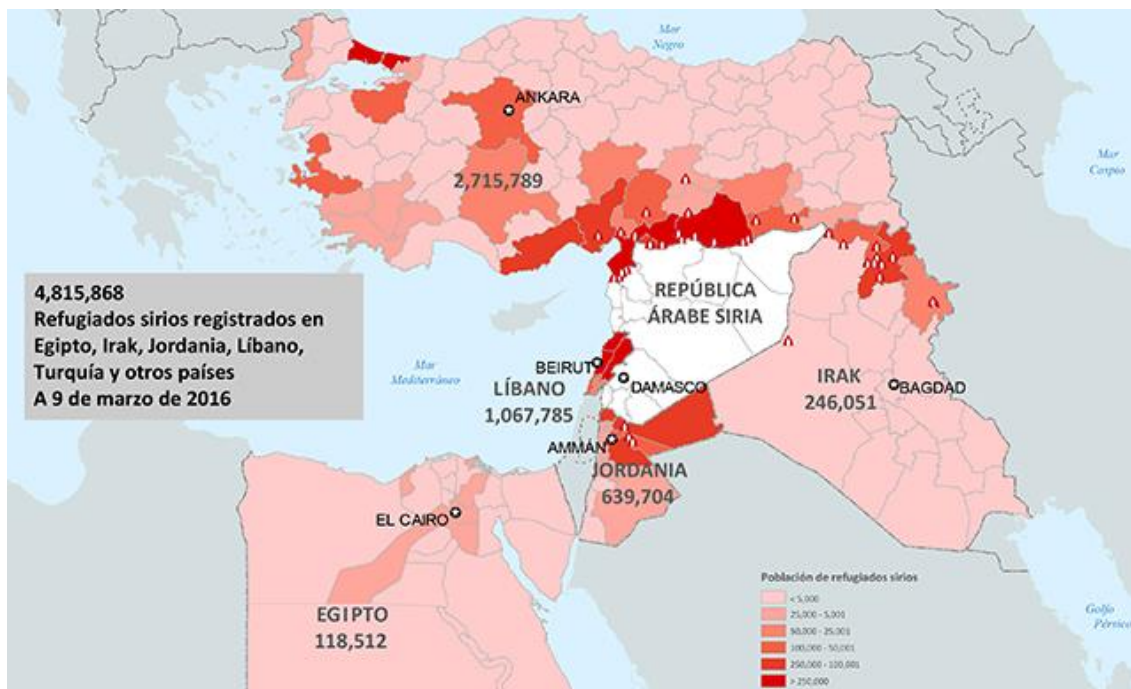 Mar
Negro
ANKARA
Mar
Caspio
2,715,789
4,815,868
Refugiados sirios registrados en
Egipto, Irak, Jordania, Líbano,
Turquía y otros países
A 9 de marzo de 2016
REPÚBLICA
ÁRABE SIRIA
Mar
Mediterráneo
BEIRUT
LÍBANO
1,067,785
DAMASCO
IRAK
246,051
BAGDAD
AMMÁN
JORDANIA
639,704
EL CAIRO
EGIPTO
118,512
Población de refugiados sirios
< 5,000
25,000 - 5,001
50,000 - 25,001
100,000 - 50,001
250,000 - 100,001
> 250,000
Golfo
Pérsico